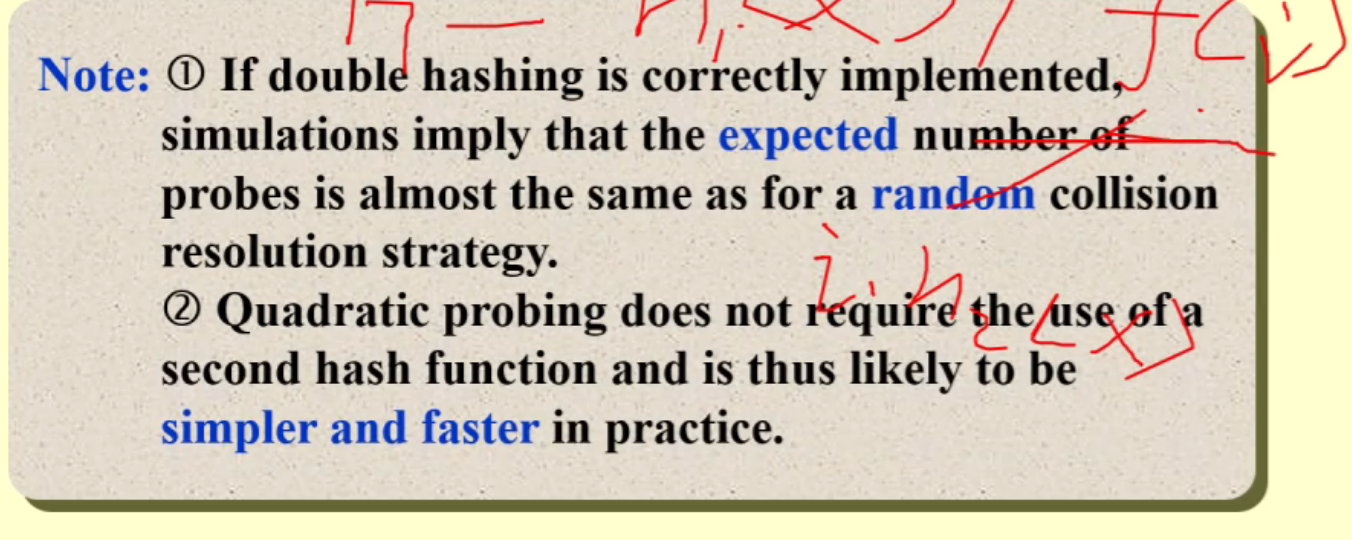 Note: ① If double hashing is correctly implemented,
simulations imply that the expected number of
probes is almost the same as for a random collision
resolution strategy.
i · h₂(x)
② Quadratic probing does not require the use of a
second hash function and is thus likely to be
simpler and faster in practice.